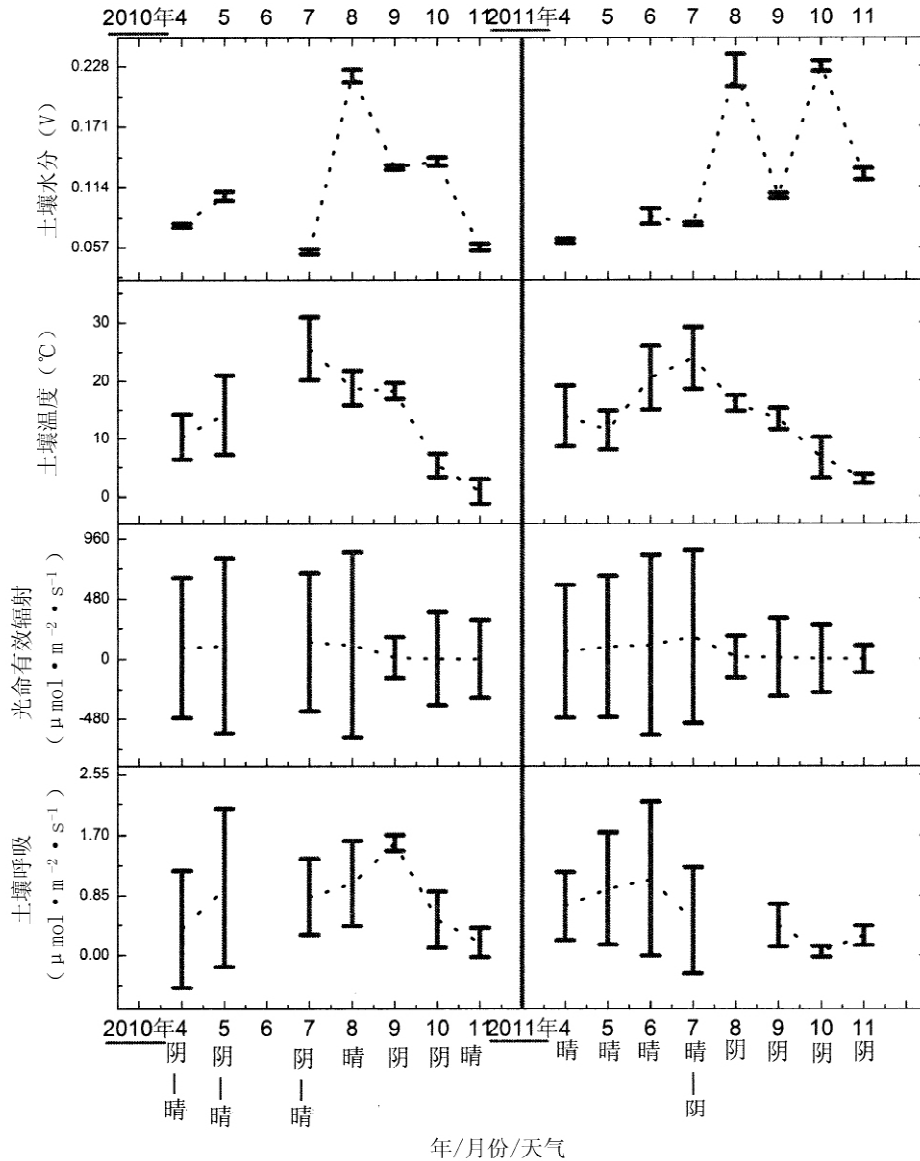 2010年4 5 6 7 8 9 10 11 2011年4 5 6 7 8 9 10 11
0.228
0.171
0.114
0.057
土壤水分 (V)
30
20
10
0
土壤温度 (℃)
960
480
0
-480
光命有效辐射
(μmol·m⁻²·s⁻¹)
2.55
1.70
0.85
0.00
土壤呼吸
(μmol·m⁻²·s⁻¹)
2010年4 5 6 7 8 9 10 11 2011年4 5 6 7 8 9 10 11
阴—晴 阴—晴 阴—晴 晴 阴 阴 晴 晴 晴 晴 晴—阴 阴 阴 阴 阴
年/月份/天气